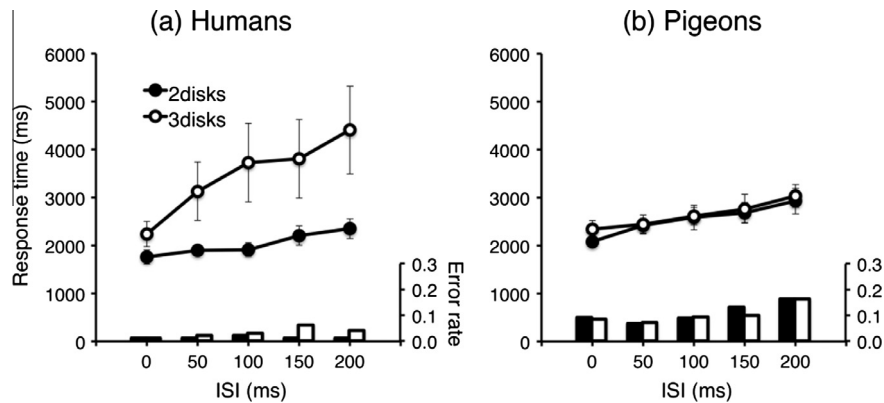 (a) Humans
(b) Pigeons
Response time (ms)
6000
5000
4000
3000
2000
1000
0
2disks
3disks
0.3
0.2
0.1
0.0
Error rate
0 50 100 150 200
ISI (ms)
6000
5000
4000
3000
2000
1000
0
0.3
0.2
0.1
0.0
0 50 100 150 200
ISI (ms)